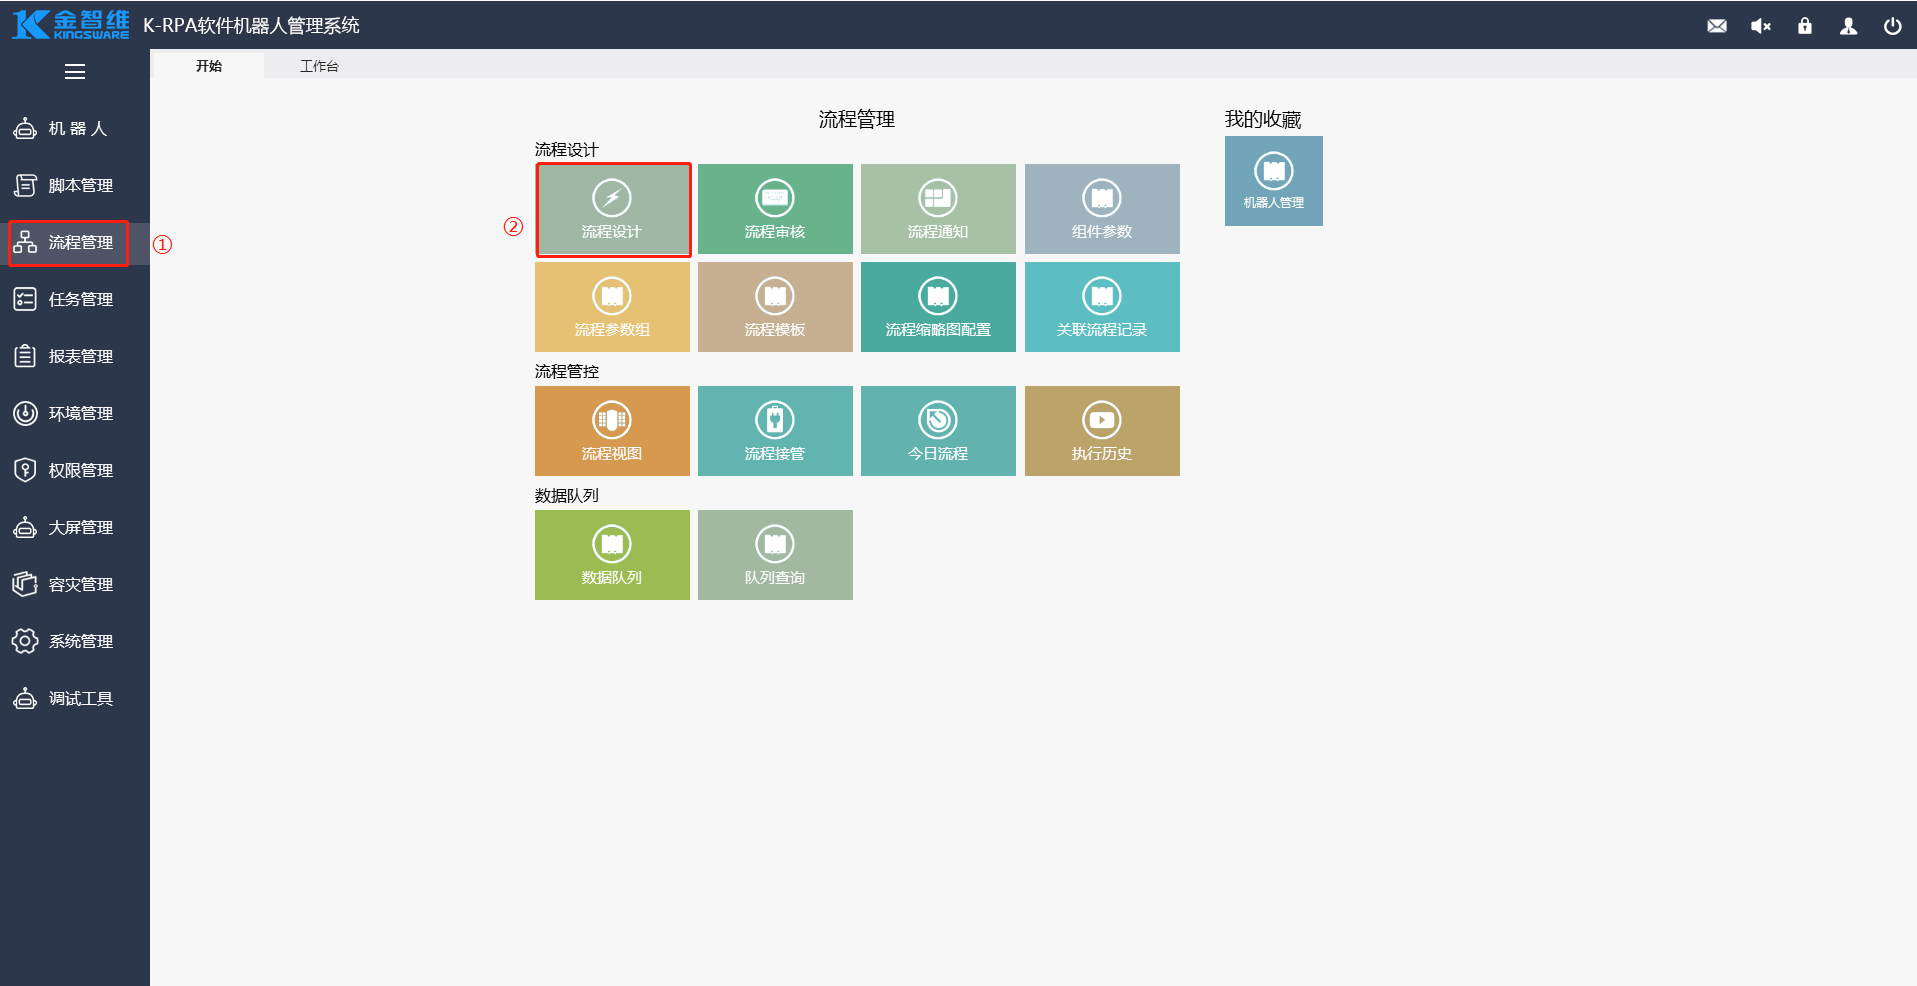 金智维
KINGSWARE
K-RPA软件机器人管理系统
开始
工作台
机 器 人
脚本管理
流程管理
①
任务管理
报表管理
环境管理
权限管理
大屏管理
容灾管理
系统管理
调试工具
流程管理
流程设计
②
流程设计
流程审核
流程通知
组件参数
流程参数组
流程模板
流程缩略图配置
关联流程记录
流程管控
流程视图
流程接管
今日流程
执行历史
数据队列
数据队列
队列查询
我的收藏
机器人管理